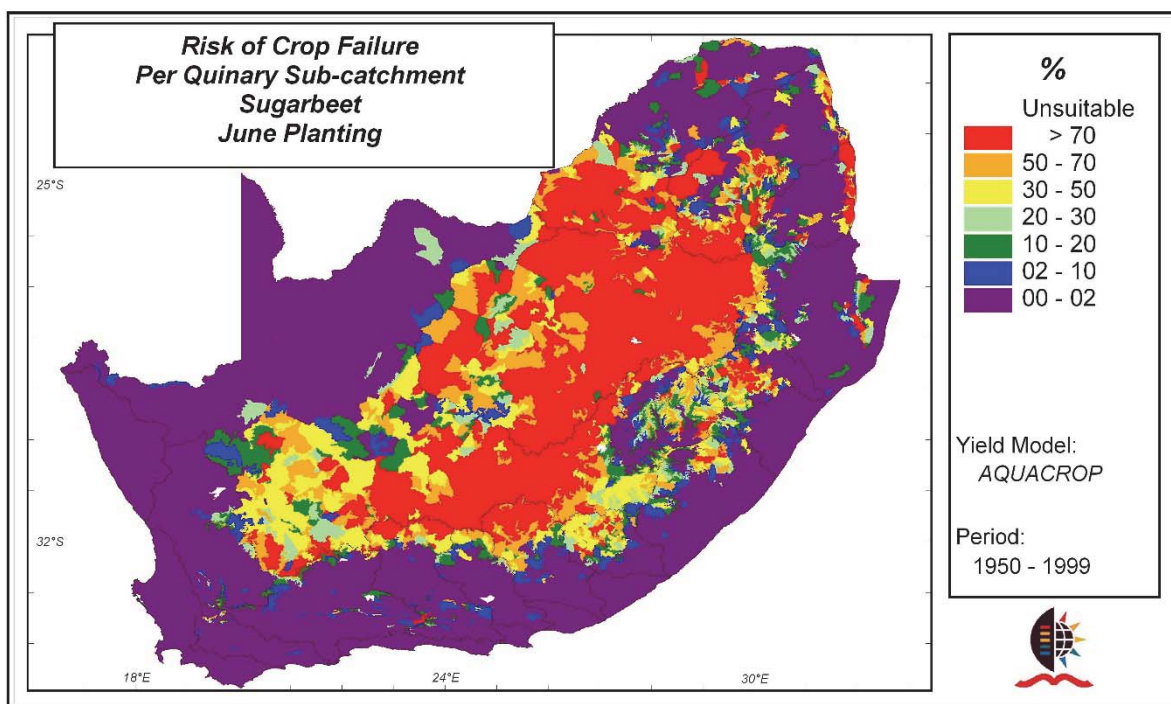 Risk of Crop Failure
Per Quinary Sub-catchment
Sugarbeet
June Planting
%
Unsuitable
> 70
50 - 70
30 - 50
20 - 30
10 - 20
02 - 10
00 - 02
Yield Model:
AQUACROP
Period:
1950 - 1999
25°S
32°S
18°E
24°E
30°E